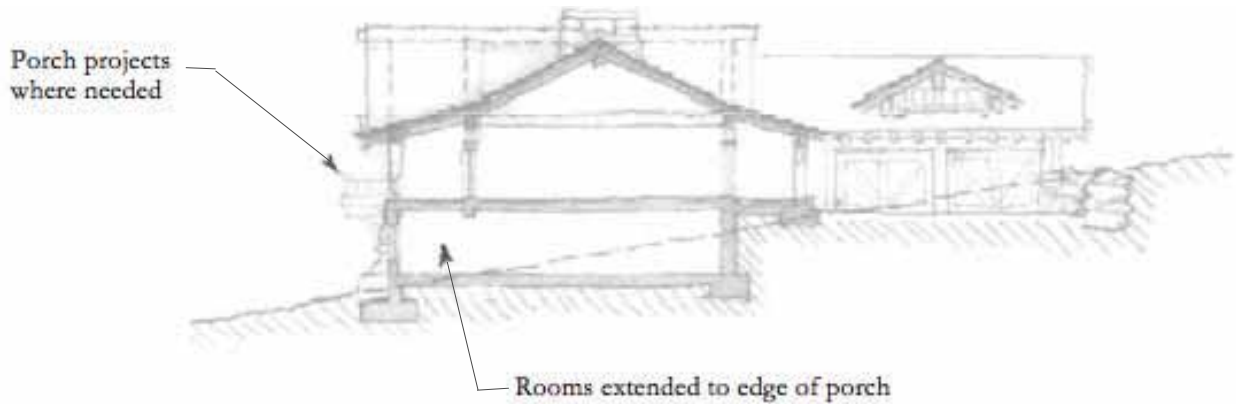 Porch projects
where needed
Rooms extended to edge of porch